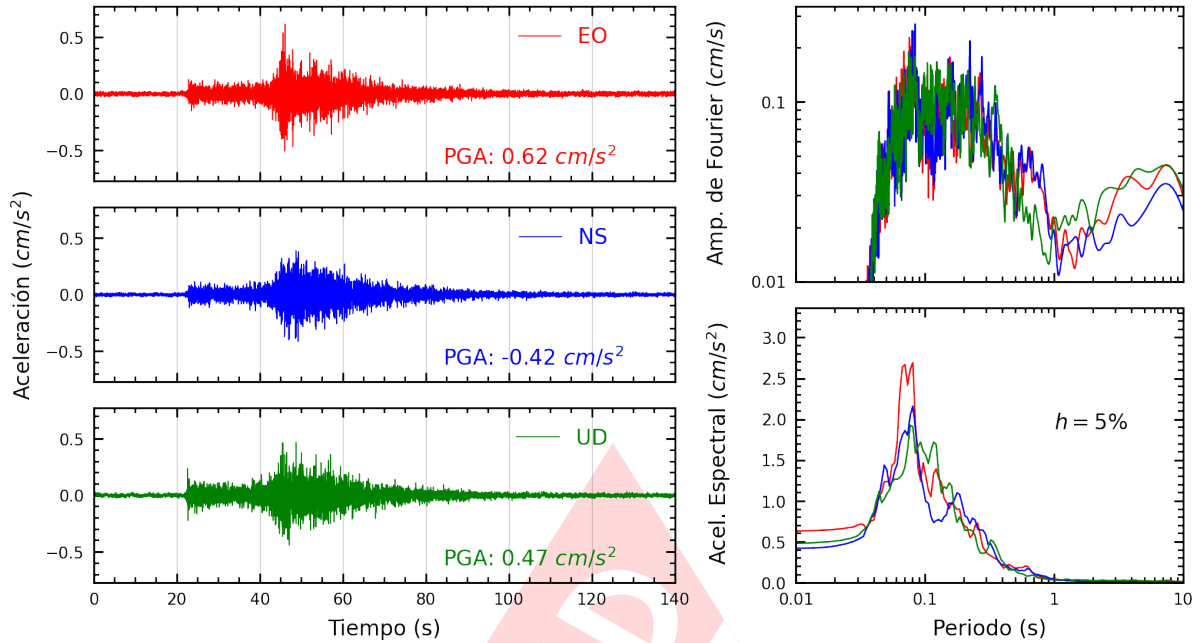 Aceleración (cm/s²)
0.5
0.0
−0.5
EO
PGA: 0.62 cm/s²
0.5
0.0
−0.5
NS
PGA: -0.42 cm/s²
0.5
0.0
−0.5
UD
PGA: 0.47 cm/s²
0 20 40 60 80 100 120 140
Tiempo (s)
Amp. de Fourier (cm/s)
0.1
0.01
Acel. Espectral (cm/s²)
3.0
2.5
2.0
1.5
1.0
0.5
0.0
h = 5%
0.01 0.1 1 10
Periodo (s)